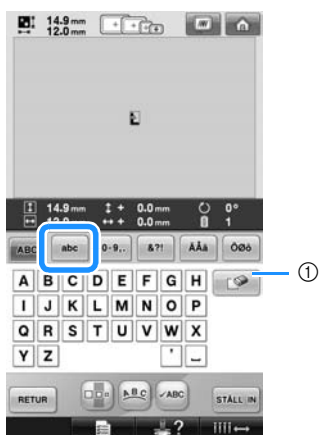 14.9 mm
12.0 mm
14.9 mm + 0.0 mm 0°
12.0 mm + 0.0 mm 1
ABC abc 0-9,. &?! ÄÅä ÖØö
A B C D E F G H
①
I J K L M N O P
Q R S T U V W X
Y Z ' _
RETUR ABC ✓ABC STÄLL IN
?